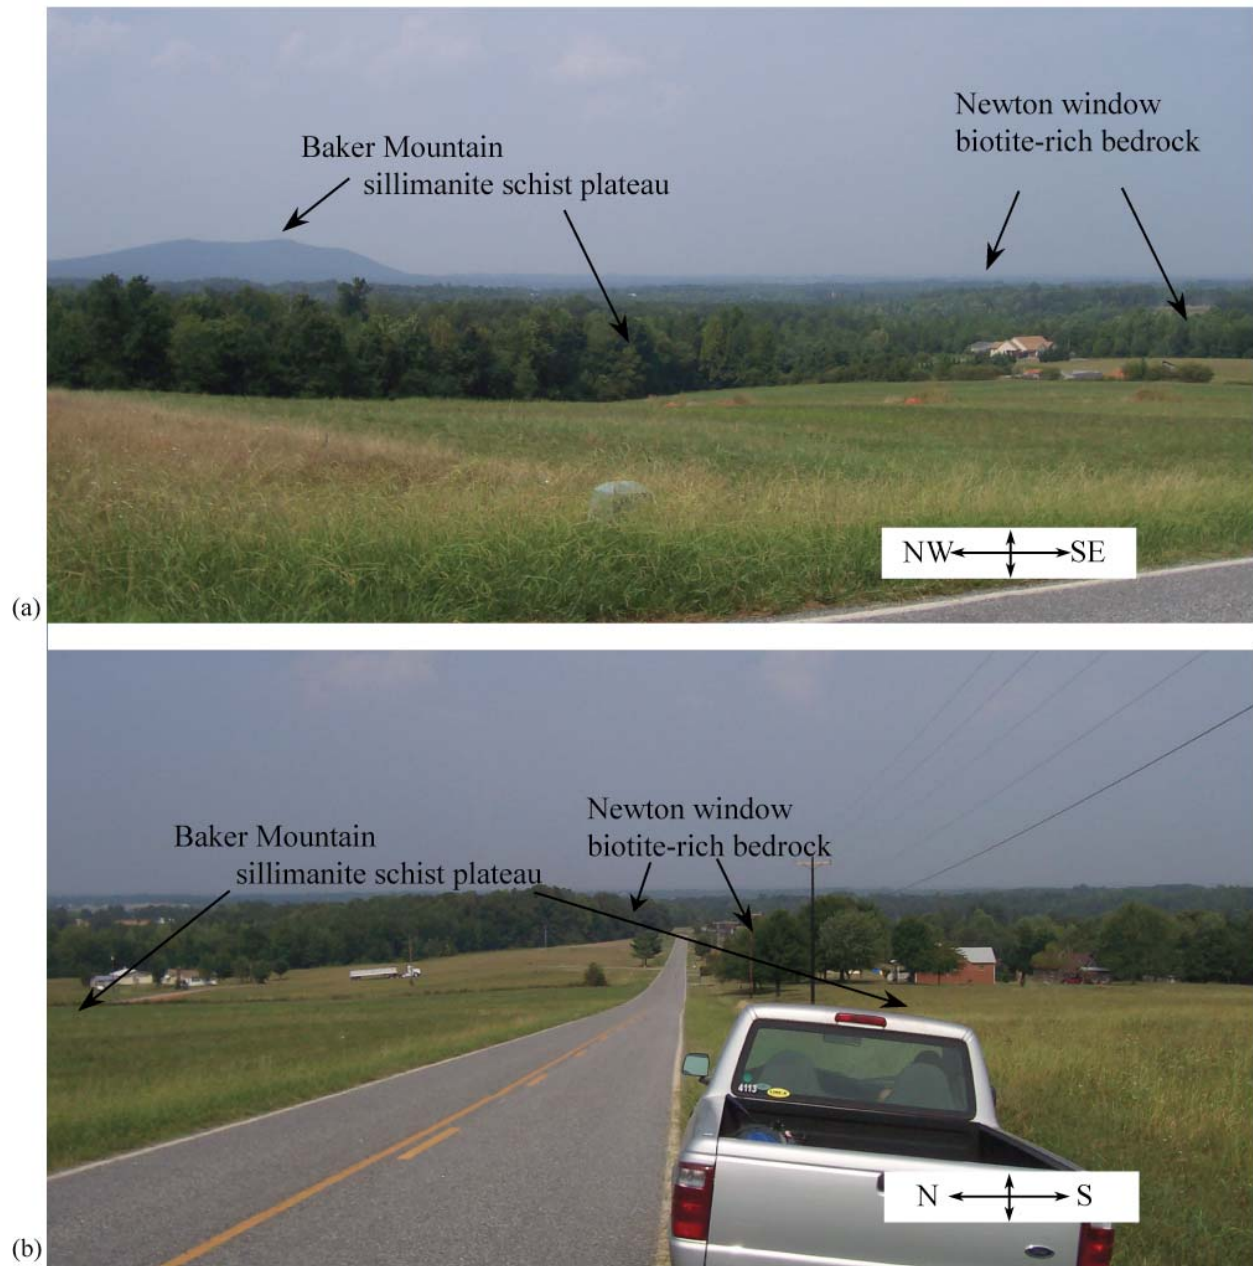 Newton window
biotite-rich bedrock
Baker Mountain
sillimanite schist plateau
NW SE
(a)
Newton window
biotite-rich bedrock
Baker Mountain
sillimanite schist plateau
4113
N S
(b)